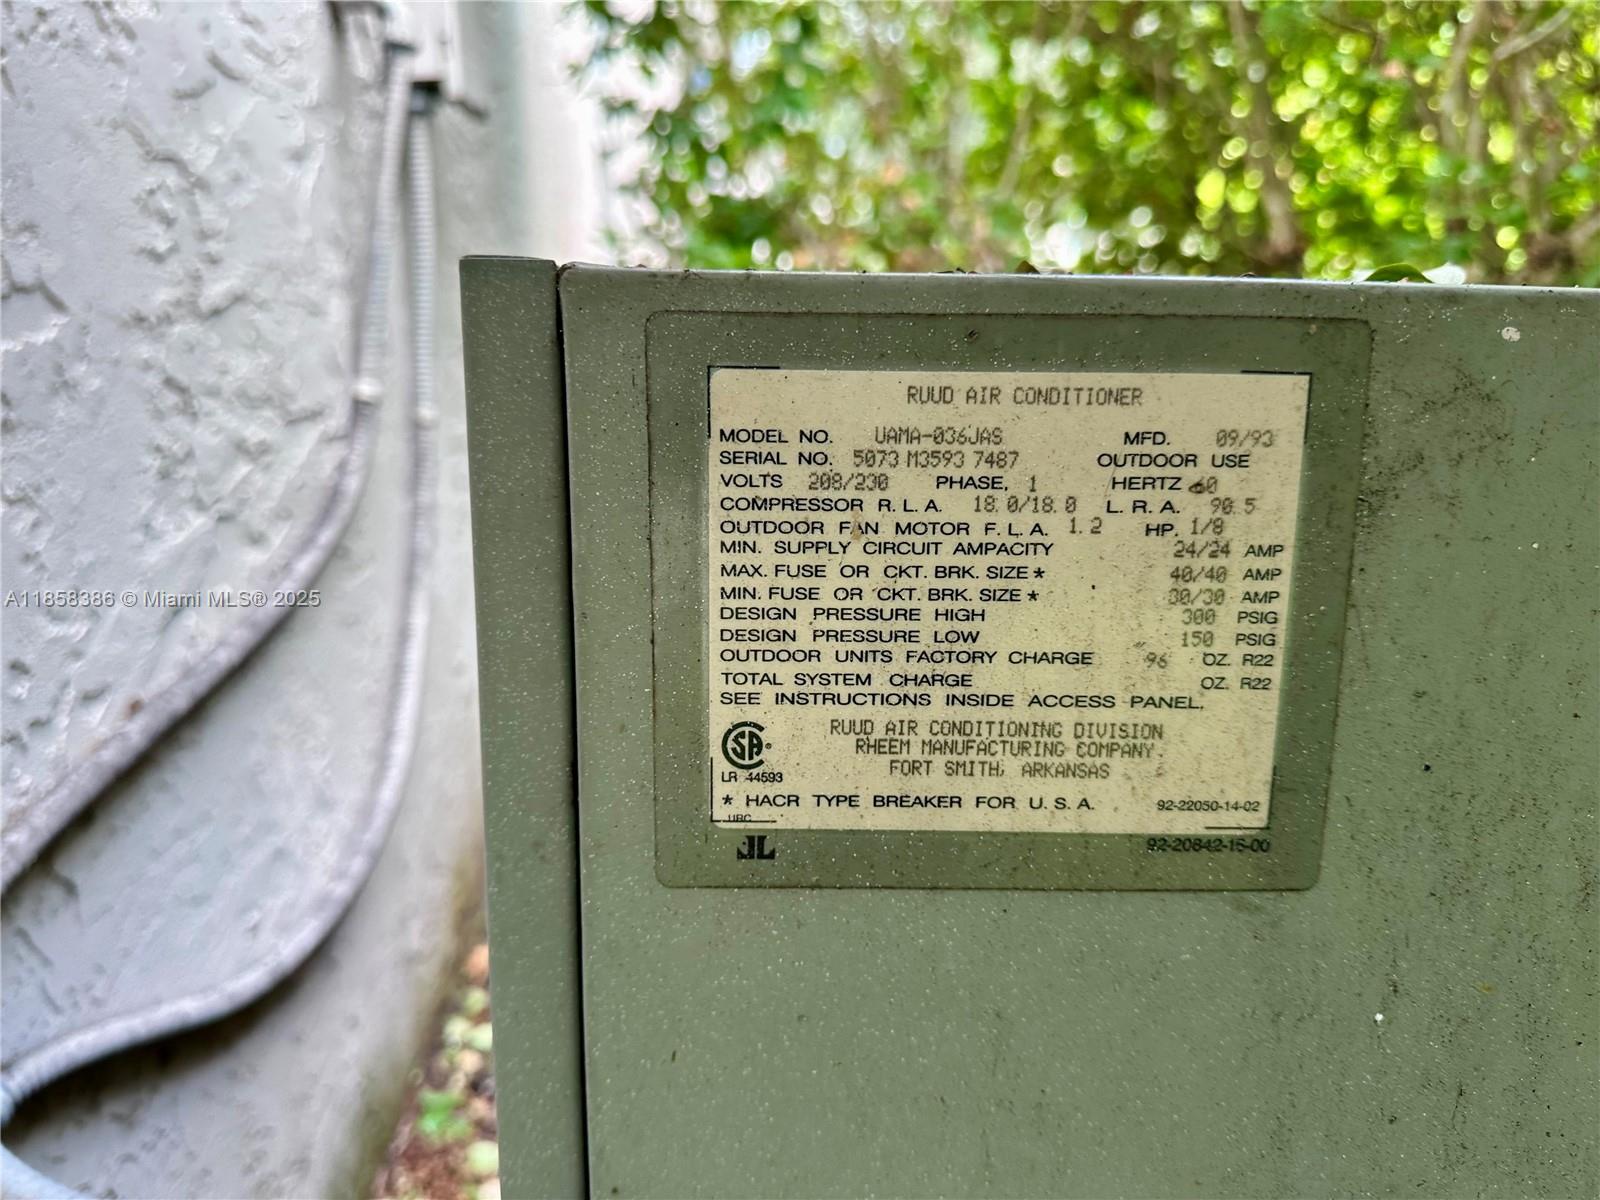 RUUD AIR CONDITIONER
MODEL NO. UAMA-036JAS MFD. 09/93
SERIAL NO. 5073 M3593 7487 OUTDOOR USE
VOLTS 208/230 PHASE, 1 HERTZ 60
COMPRESSOR R.L.A. 18.0/18.0 L.R.A. 90.5
OUTDOOR FAN MOTOR F.L.A. 1.2 HP. 1/8
MIN. SUPPLY CIRCUIT AMPACITY 24/24 AMP
MAX. FUSE OR CKT. BRK. SIZE* 40/40 AMP
MIN. FUSE OR CKT. BRK. SIZE* 30/30 AMP
DESIGN PRESSURE HIGH 300 PSIG
DESIGN PRESSURE LOW 150 PSIG
OUTDOOR UNITS FACTORY CHARGE 96 OZ. R22
TOTAL SYSTEM CHARGE OZ. R22
SEE INSTRUCTIONS INSIDE ACCESS PANEL.
RUUD AIR CONDITIONING DIVISION
RHEEM MANUFACTURING COMPANY.
FORT SMITH, ARKANSAS
SA
LR 44593
* HACR TYPE BREAKER FOR U.S.A. 92-22050-14-02
URC
92-20842-15-00
A11858386 © Miami MLS® 2025